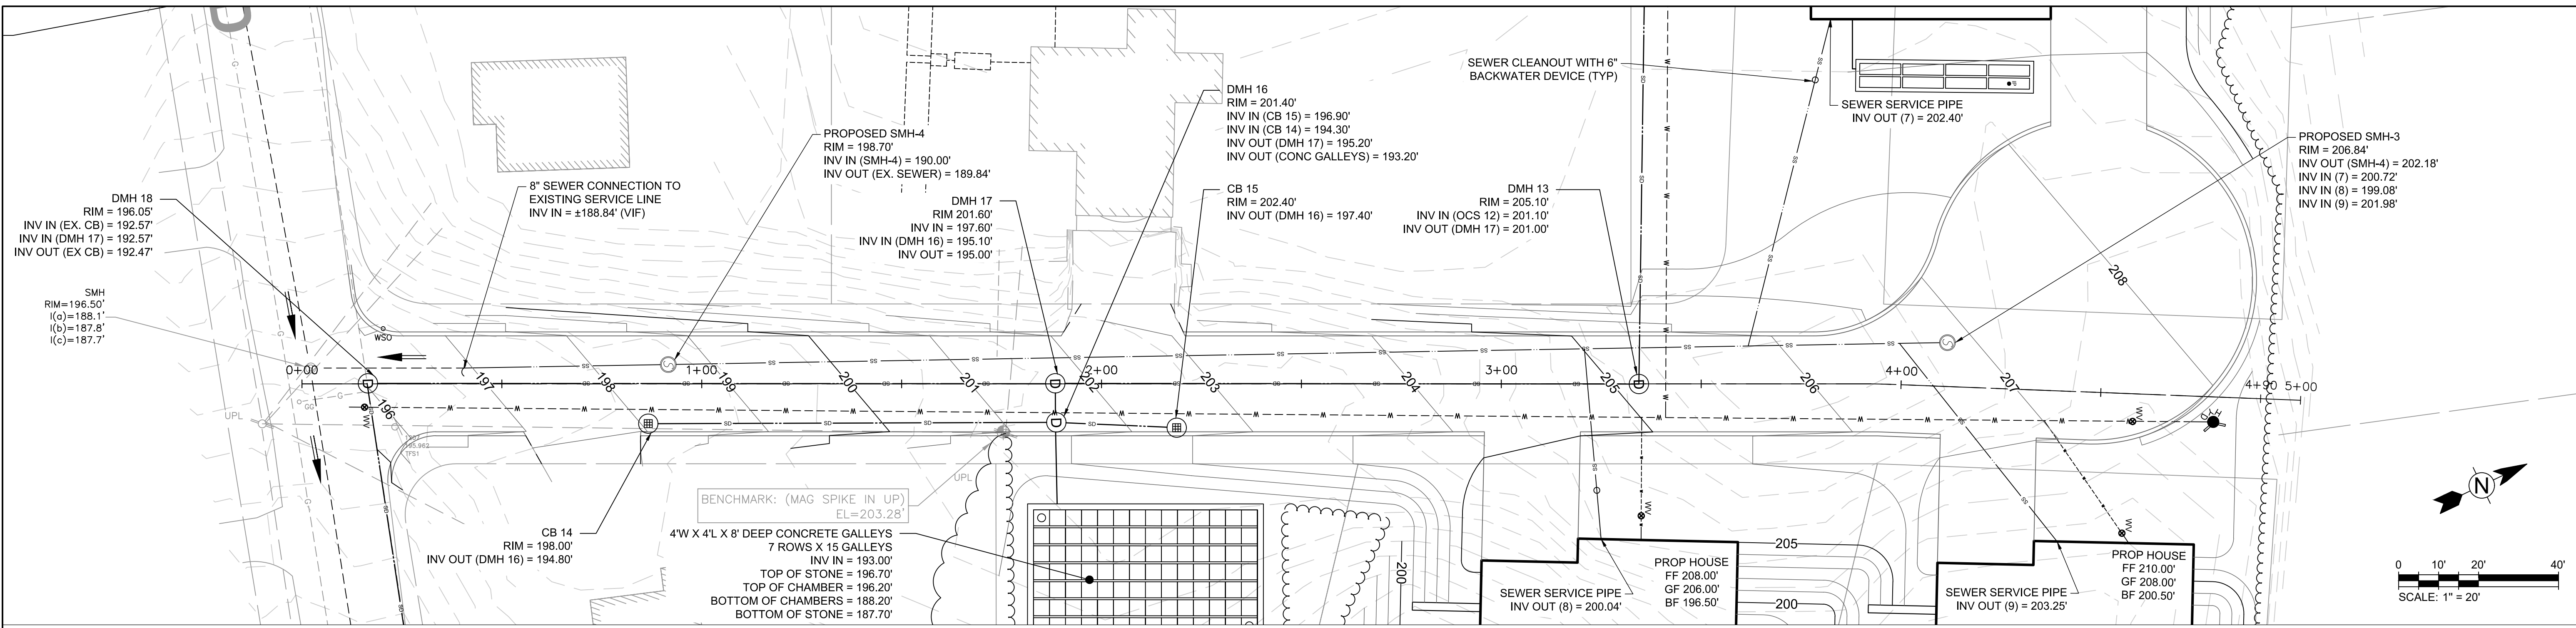 DMH 18
RIM = 196.05'
INV IN (EX. CB) = 192.57'
INV IN (DMH 17) = 192.57'
INV OUT (EX CB) = 192.47'
SMH
RIM=196.50'
I(a)=188.1'
I(b)=187.8'
I(c)=187.7'
8" SEWER CONNECTION TO
EXISTING SERVICE LINE
INV IN = ±188.84' (VIF)
PROPOSED SMH-4
RIM = 198.70'
INV IN (SMH-4) = 190.00'
INV OUT (EX. SEWER) = 189.84'
DMH 17
RIM 201.60'
INV IN = 197.60'
INV IN (DMH 16) = 195.10'
INV OUT = 195.00'
DMH 16
RIM = 201.40'
INV IN (CB 15) = 196.90'
INV IN (CB 14) = 194.30'
INV OUT (DMH 17) = 195.20'
INV OUT (CONC GALLEYS) = 193.20'
CB 15
RIM = 202.40'
INV OUT (DMH 16) = 197.40'
SEWER CLEANOUT WITH 6"
BACKWATER DEVICE (TYP)
DMH 13
RIM = 205.10'
INV IN (OCS 12) = 201.10'
INV OUT (DMH 17) = 201.00'
SEWER SERVICE PIPE
INV OUT (7) = 202.40'
PROPOSED SMH-3
RIM = 206.84'
INV OUT (SMH-4) = 202.18'
INV IN (7) = 200.72'
INV IN (8) = 199.08'
INV IN (9) = 201.98'
208
WSO
0+00
1+00
2+00
3+00
4+00
4+90
5+00
196
197
198
199
200
201
202
203
204
205
206
207
SS
SD
W
G
GG
WV
HYD
UPL
UPL
TFS1
BENCHMARK: (MAG SPIKE IN UP)
EL=203.28'
CB 14
RIM = 198.00'
INV OUT (DMH 16) = 194.80'
4'W X 4'L X 8' DEEP CONCRETE GALLEYS
7 ROWS X 15 GALLEYS
INV IN = 193.00'
TOP OF STONE = 196.70'
TOP OF CHAMBER = 196.20'
BOTTOM OF CHAMBERS = 188.20'
BOTTOM OF STONE = 187.70'
200
SEWER SERVICE PIPE
INV OUT (8) = 200.04'
PROP HOUSE
FF 208.00'
GF 206.00'
BF 196.50'
205
200
SEWER SERVICE PIPE
INV OUT (9) = 203.25'
PROP HOUSE
FF 210.00'
GF 208.00'
BF 200.50'
N
0 10' 20' 40'
SCALE: 1" = 20'